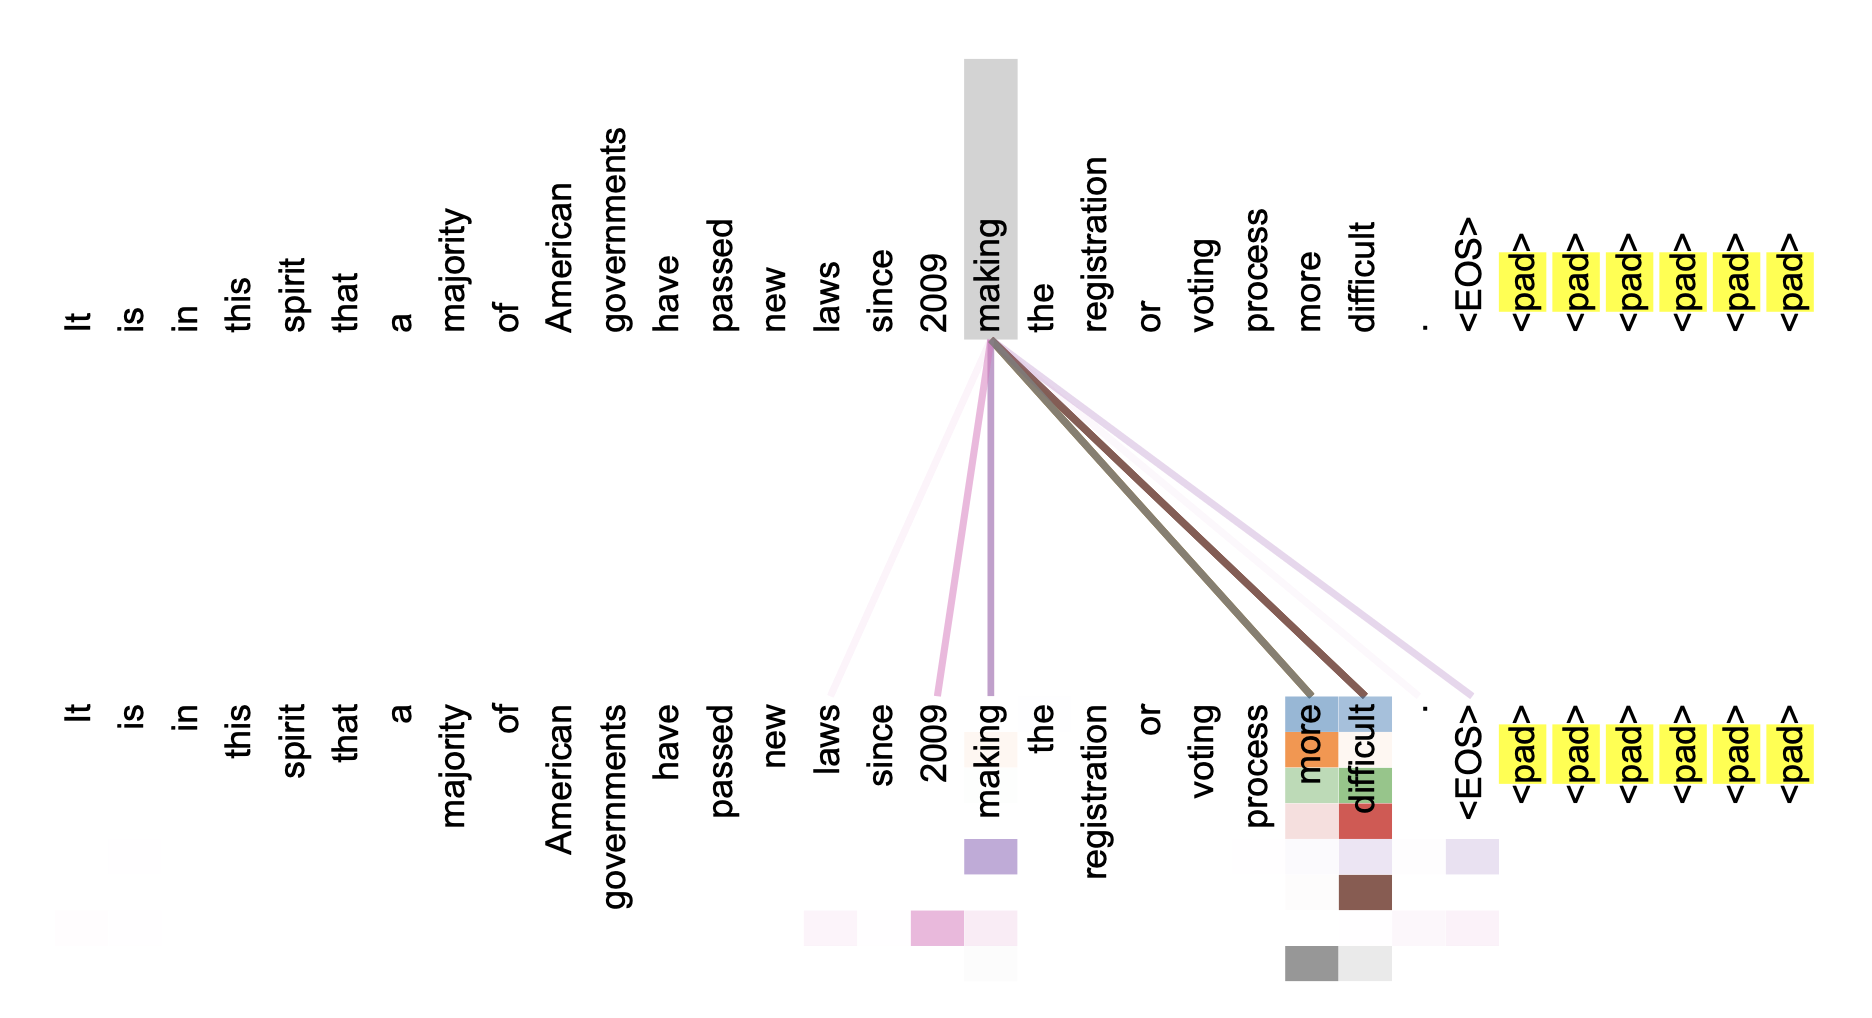 It is in this spirit that a majority of American governments have passed new laws since 2009 making the registration or voting process more difficult . <EOS> <pad> <pad> <pad> <pad> <pad> <pad>
It is in this spirit that a majority of American governments have passed new laws since 2009 making the registration or voting process more difficult . <EOS> <pad> <pad> <pad> <pad> <pad> <pad>